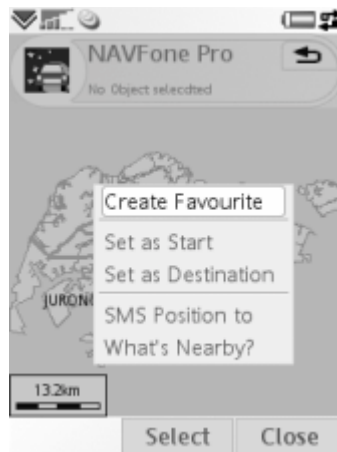 NAVFone Pro
No Object selecdted
Create Favourite
Set as Start
Set as Destination
JURONG
SMS Position to
What's Nearby?
13.2km
Select Close